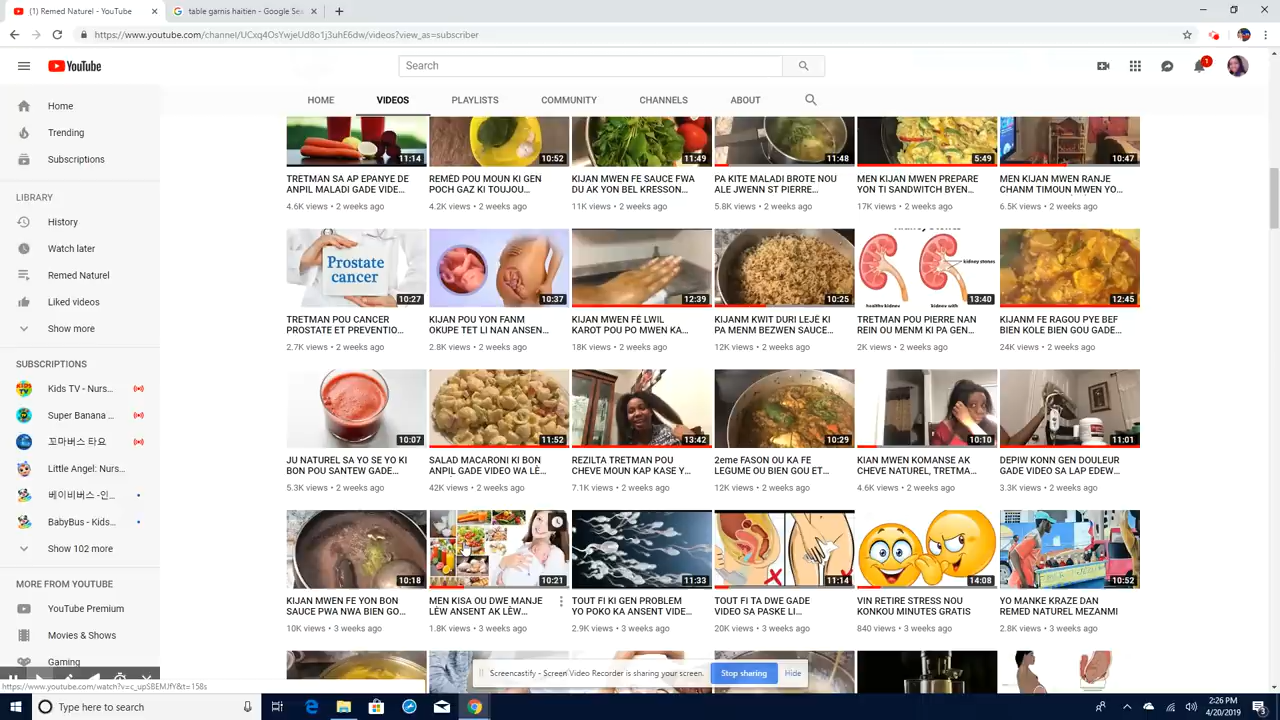 (1) Remed Naturel - YouTube
table garnis haitien - Google Se
https://www.youtube.com/channel/UCxq4OsYwjeUd8o1j3uhE6dw/videos?view_as=subscriber
YouTube
Search
1
HOME
VIDEOS
PLAYLISTS
COMMUNITY
CHANNELS
ABOUT
Home
Trending
Subscriptions
LIBRARY
History
Watch later
Remed Naturel
Liked videos
Show more
SUBSCRIPTIONS
Kids TV - Nurs...
Super Banana ...
꼬마버스 타요
Little Angel: Nurs...
베이비버스 -인...
BabyBus - Kids...
Show 102 more
MORE FROM YOUTUBE
YouTube Premium
Movies & Shows
Gaming
11:14
TRETMAN SA AP EPANYE DE
ANPIL MALADI GADE VIDE...
4.6K views • 2 weeks ago
10:52
REMÈD POU MOUN KI GEN
POCH GAZ KI TOUJOU...
4.2K views • 2 weeks ago
11:49
KIJAN MWEN FE SAUCE FWA
DU AK YON BEL KRESSON...
11K views • 2 weeks ago
11:48
PA KITE MALADI BROTE NOU
ALE JWENN ST PIERRE...
5.8K views • 2 weeks ago
5:49
MEN KIJAN MWEN PREPARE
YON TI SANDWITCH BYEN...
17K views • 2 weeks ago
10:47
MEN KIJAN MWEN RANJE
CHANM TIMOUN MWEN YO...
6.5K views • 2 weeks ago
Prostate
cancer
10:27
TRETMAN POU CANCER
PROSTATE ET PREVENTIO...
2.7K views • 2 weeks ago
10:37
KIJAN POU YON FANM
OKUPE TET LI NAN ANSEN...
2.8K views • 2 weeks ago
12:39
KIJAN MWEN FÈ LWIL
KAROT POU PO MWEN KA...
18K views • 2 weeks ago
10:25
KIJANM KWIT DURI LEJÈ KI
PA MENM BEZWEN SAUCE...
12K views • 2 weeks ago
kidney stones
healthy kidney
kidney with
13:40
TRETMAN POU PIERRE NAN
REIN OU MENM KI PA GEN...
2K views • 2 weeks ago
12:45
KIJANM FE RAGOU PYE BEF
BIEN KOLE BIEN GOU GADE...
24K views • 2 weeks ago
10:07
JU NATUREL SA YO SE YO KI
BON POU SANTEW GADE...
5.3K views • 2 weeks ago
11:52
SALAD MACARONI KI BON
ANPIL GADE VIDEO WA LÈ...
42K views • 2 weeks ago
13:42
REZILTA TRETMAN POU
CHEVE MOUN KAP KASE Y...
7.1K views • 2 weeks ago
10:29
2eme FASON OU KA FE
LEGUME OU BIEN GOU ET...
12K views • 2 weeks ago
10:10
KIAN MWEN KOMANSE AK
CHEVE NATUREL, TRETMA...
4.6K views • 2 weeks ago
11:01
DEPIW KONN GEN DOULEUR
GADE VIDEO SA LAP EDEW...
3.3K views • 2 weeks ago
10:18
KIJAN MWEN FE YON BON
SAUCE PWA NWA BIEN GO...
10K views • 3 weeks ago
10:21
MEN KISA OU DWE MANJE
LÈW ANSENT AK LÈW...
1.8K views • 3 weeks ago
11:33
TOUT FI KI GEN PROBLEM
YO POKO KA ANSENT VIDE...
2.9K views • 3 weeks ago
11:14
TOUT FI TA DWE GADE
VIDEO SA PASKE LI...
20K views • 3 weeks ago
14:08
VIN RETIRE STRESS NOU
KONKOU MINUTES GRATIS
840 views • 3 weeks ago
10:52
YO MANKE KRAZE DAN
REMED NATUREL MEZANMI
2.8K views • 3 weeks ago
Screencastify - Screen Video Recorder is sharing your screen.
Stop sharing
Hide
https://www.youtube.com/watch?v=c_upSBEMJfY&t=158s
Type here to search
2:26 PM
4/20/2019
3